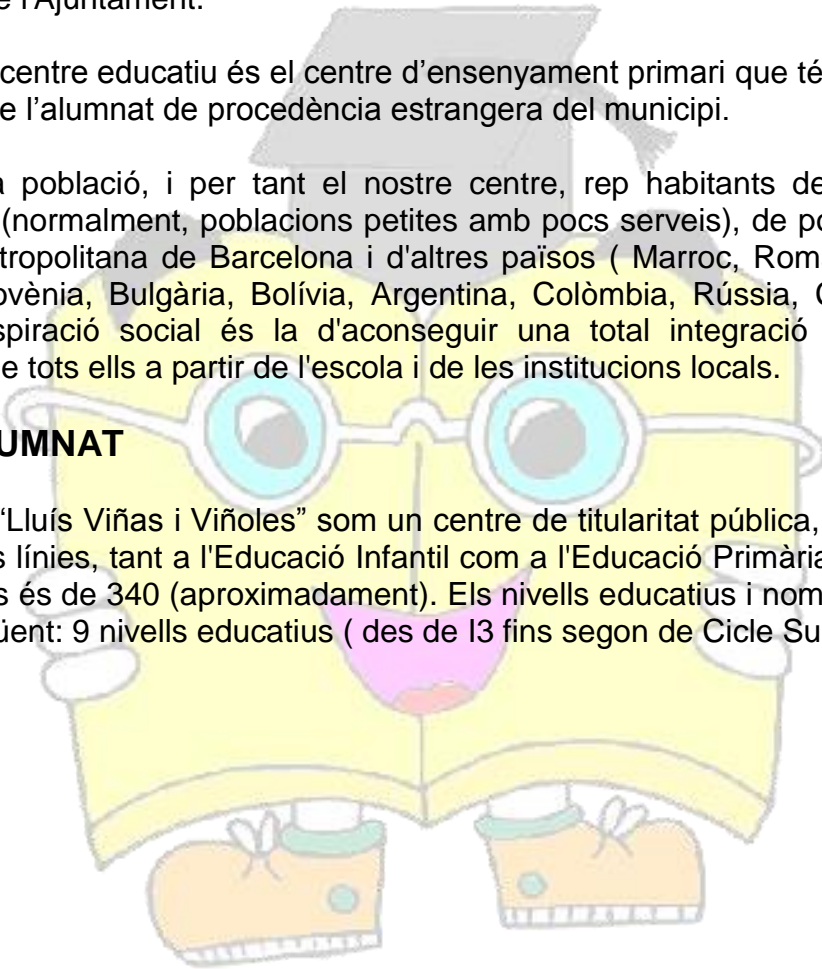 e l'Ajuntament.
centre educatiu és el centre d’ensenyament primari que té
e l’alumnat de procedència estrangera del municipi.
a població, i per tant el nostre centre, rep habitants de
(normalment, poblacions petites amb pocs serveis), de po
tropolitana de Barcelona i d'altres països ( Marroc, Rom
ovènia, Bulgària, Bolívia, Argentina, Colòmbia, Rússia,
spiració social és la d'aconseguir una total integració
e tots ells a partir de l'escola i de les institucions locals.
UMNAT
“Lluís Viñas i Viñoles” som un centre de titularitat pública,
s línies, tant a l'Educació Infantil com a l'Educació Primària
s és de 340 (aproximadament). Els nivells educatius i nom
üent: 9 nivells educatius ( des de I3 fins segon de Cicle Su